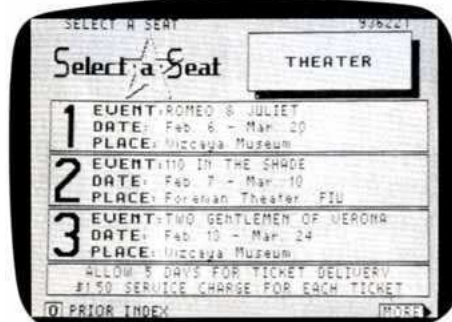 SELECT A SEAT 936221
Select a Seat
THEATER
1 EVENT: ROMEO & JULIET
DATE: Feb. 6 - Mar. 20
PLACE: Vizcaya Museum
2 EVENT: 110 IN THE SHADE
DATE: Feb. 7 - Mar. 10
PLACE: Foreman Theater FIU
3 EVENT: TWO GENTLEMEN OF VERONA
DATE: Feb 13 - Mar. 24
PLACE: Vizcaya Museum
ALLOW 5 DAYS FOR TICKET DELIVERY
$1.50 SERVICE CHARGE FOR EACH TICKET
0 PRIOR INDEX MORE